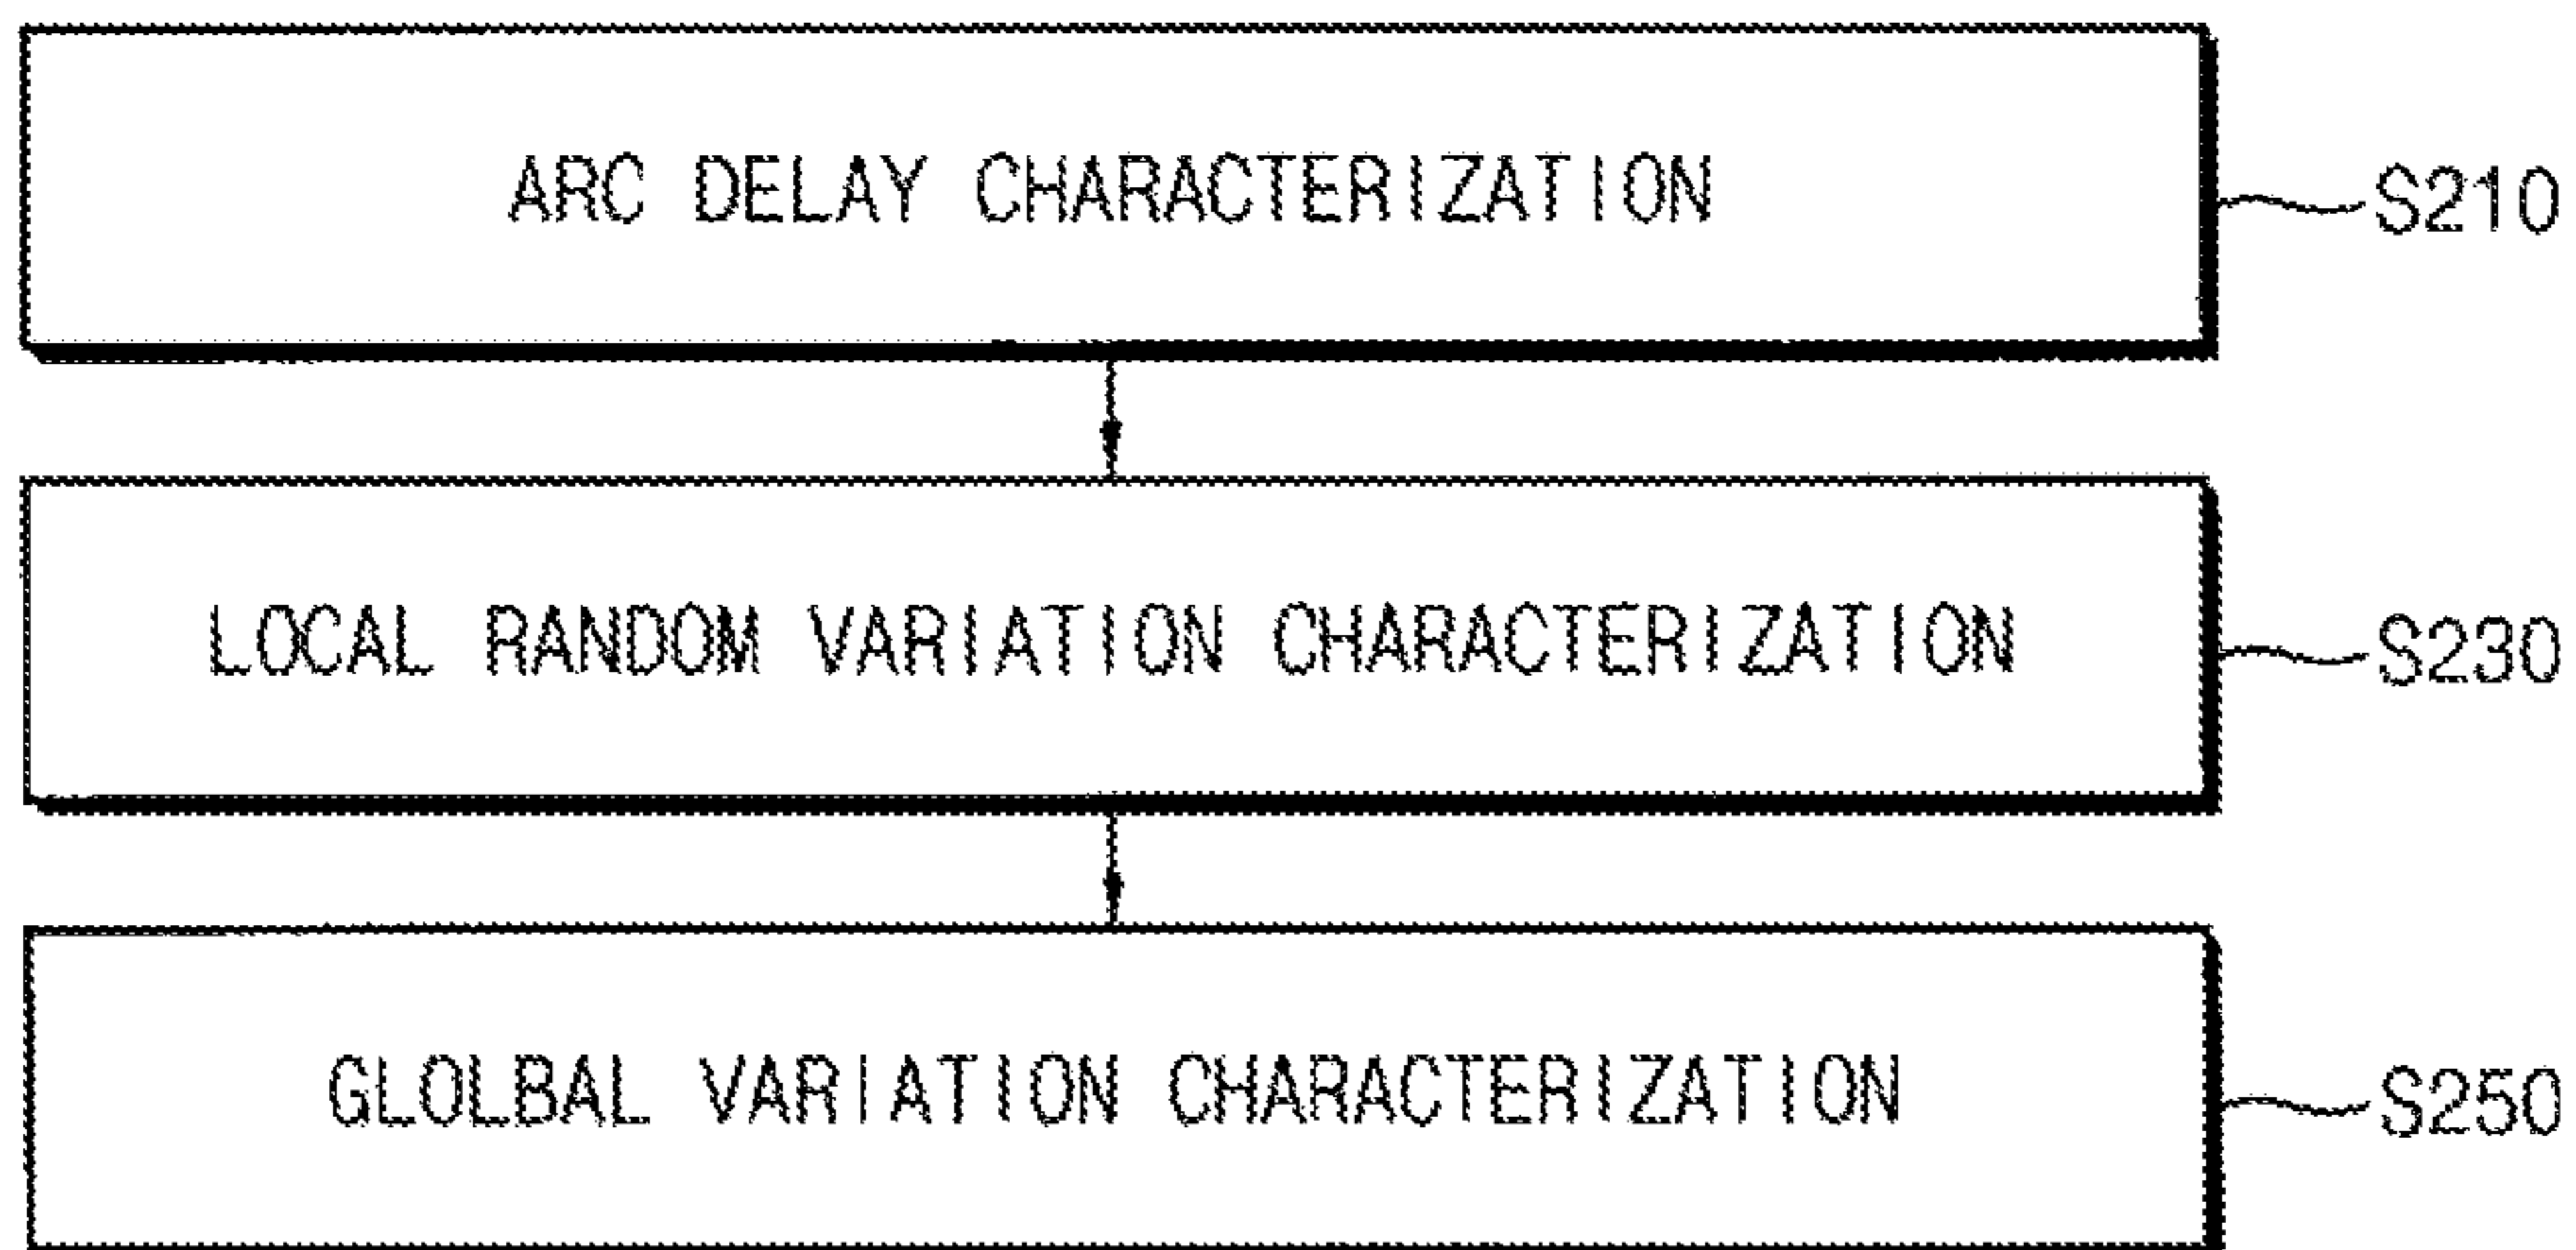 ARC DELAY CHARACTERIZATION
S210
LOCAL RANDOM VARIATION CHARACTERIZATION
S230
GLOLBAL VARIATION CHARACTERIZATION
S250